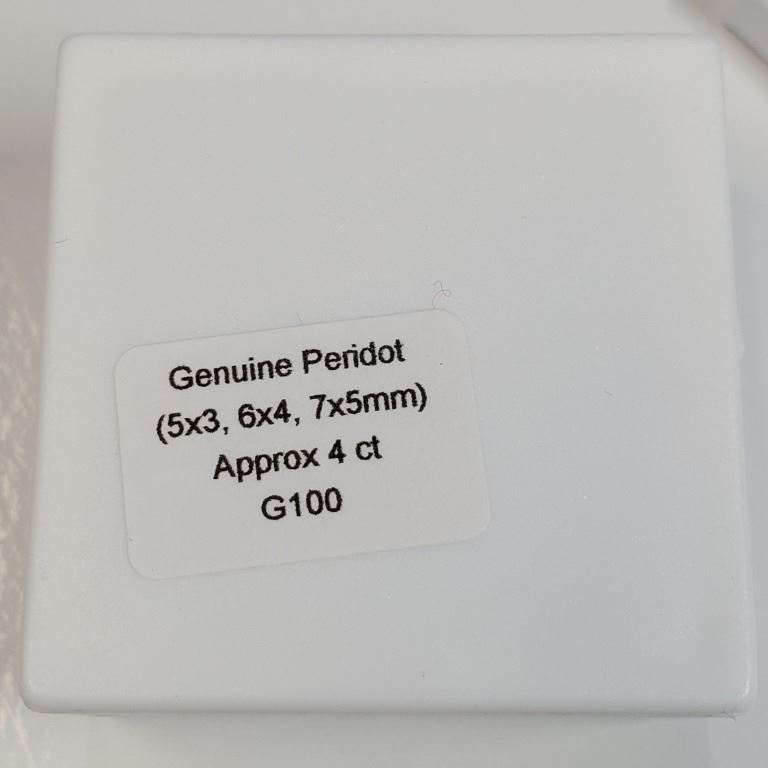 Genuine Peridot
(5x3, 6x4, 7x5mm)
Approx 4 ct
G100